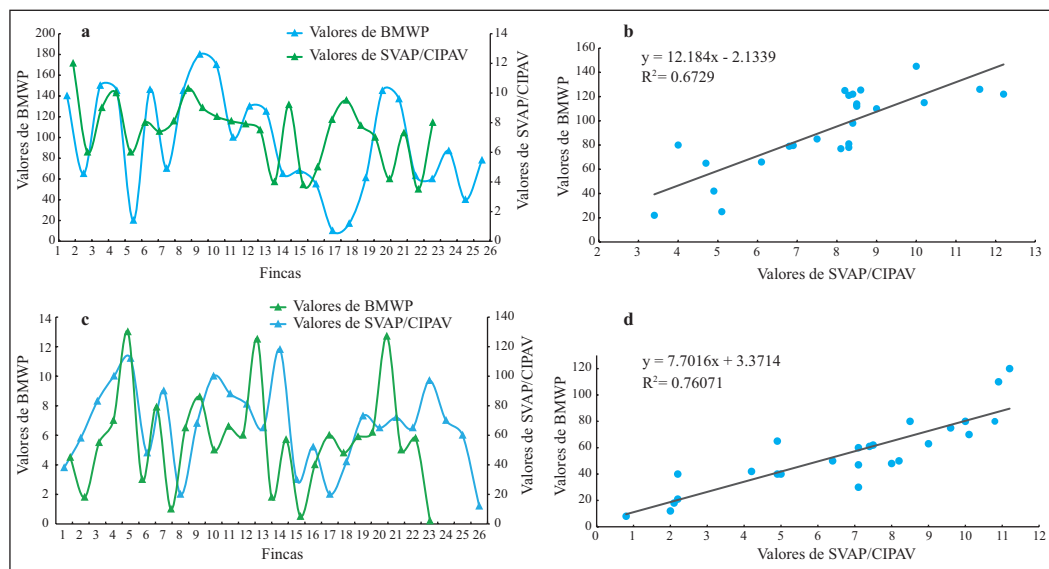 a
Valores de BMWP
Valores de SVAP/CIPAV
Valores de BMWP
200
180
160
140
120
100
80
60
40
20
0
14
12
10
8
6
4
2
0
Valores de SVAP/CIPAV
1 2 4 4 5 6 7 8 9 10 11 12 13 14 15 16 17 18 19 20 21 22 23 24 25 26
Fincas
b
y = 12.184x - 2.1339
R²= 0.6729
Valores de BMWP
160
140
120
100
80
60
40
20
0
2 3 4 5 6 7 8 9 10 11 12 13
Valores de SVAP/CIPAV
c
Valores de BMWP
Valores de SVAP/CIPAV
Valores de BMWP
14
12
10
8
6
4
2
0
140
120
100
80
60
40
20
0
Valores de SVAP/CIPAV
1 2 3 4 5 6 7 8 9 10 11 12 13 14 15 16 17 18 19 20 21 22 23 24 25 26
Fincas
d
y = 7.7016x + 3.3714
R²= 0.76071
Valores de BMWP
100
80
60
40
20
0
0 1 2 3 4 5 6 7 8 9 10 11 12
Valores de SVAP/CIPAV